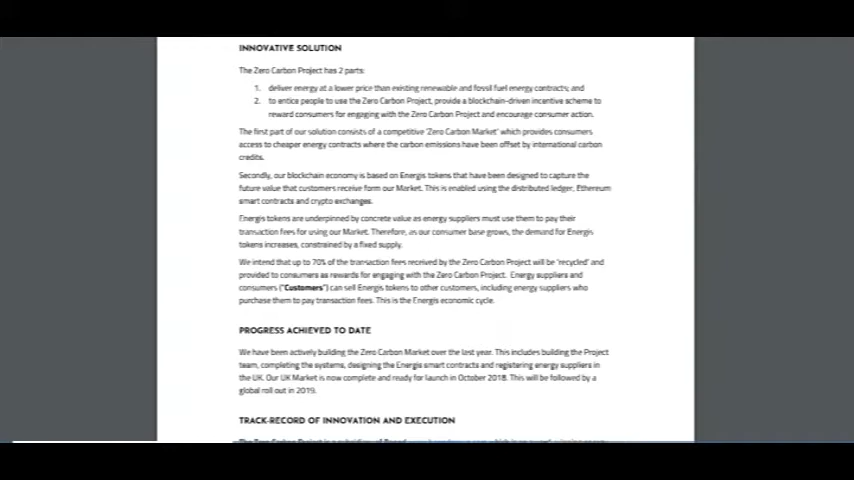 INNOVATIVE SOLUTION
The Zero Carbon Project has 2 parts:
1. deliver energy at a lower price than existing renewable and fossil fuel energy contracts; and
2. to entice people to use the Zero Carbon Project, provide a blockchain-driven incentive scheme to
reward consumers for engaging with the Zero Carbon Project and encourage consumer action.
The first part of our solution consists of a competitive 'Zero Carbon Market' which provides consumers
access to cheaper energy contracts where the carbon emissions have been offset by international carbon
credits.
Secondly, our blockchain economy is based on Energis tokens that have been designed to capture the
future value that customers receive form our Market. This is enabled using the distributed ledger, Ethereum
smart contracts and crypto exchanges.
Energis tokens are underpinned by concrete value as energy suppliers must use them to pay their
transaction fees for using our Market. Therefore, as our consumer base grows, the demand for Energis
tokens increases, constrained by a fixed supply.
We intend that up to 70% of the transaction fees received by the Zero Carbon Project will be 'recycled' and
provided to consumers as rewards for engaging with the Zero Carbon Project. Energy suppliers and
consumers ("Customers") can sell Energis tokens to other customers, including energy suppliers who
purchase them to pay transaction fees. This is the Energis economic cycle.
PROGRESS ACHIEVED TO DATE
We have been actively building the Zero Carbon Market over the last year. This includes building the Project
team, completing the systems, designing the Energis smart contracts and registering energy suppliers in
the UK. Our UK Market is now complete and ready for launch in October 2018. This will be followed by a
global roll out in 2019.
TRACK-RECORD OF INNOVATION AND EXECUTION
The Zero Carbon Project is a subsidiary of